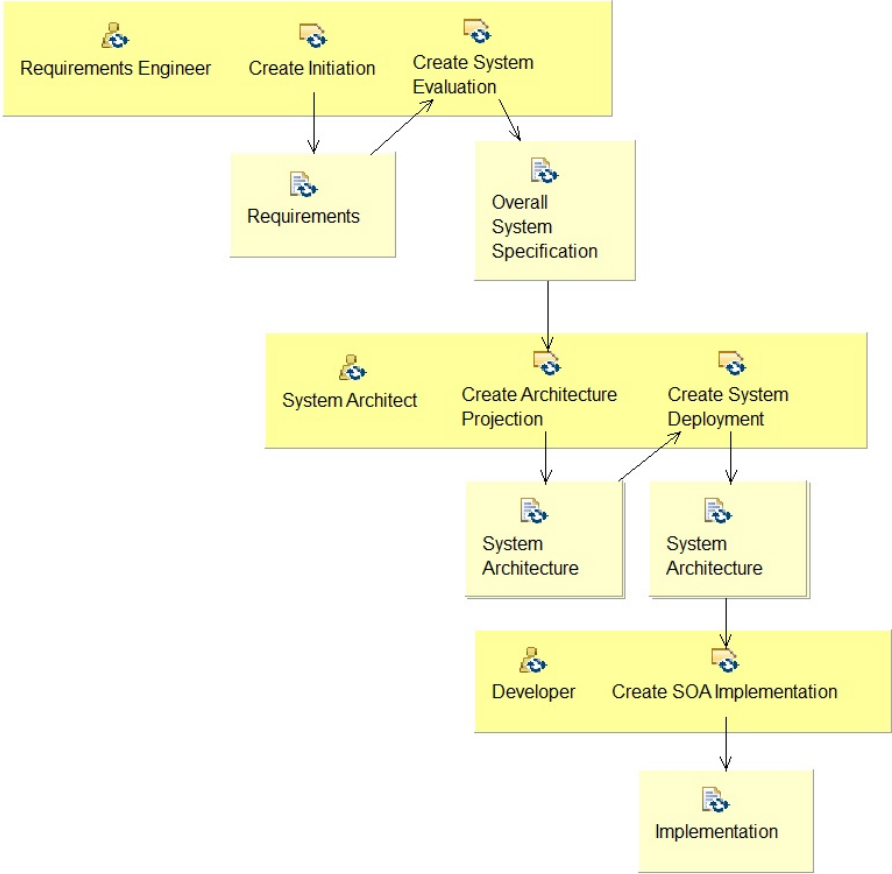 Requirements Engineer
Create Initiation
Create System
Evaluation
Requirements
Overall
System
Specification
System Architect
Create Architecture
Projection
Create System
Deployment
System
Architecture
System
Architecture
Developer
Create SOA Implementation
Implementation